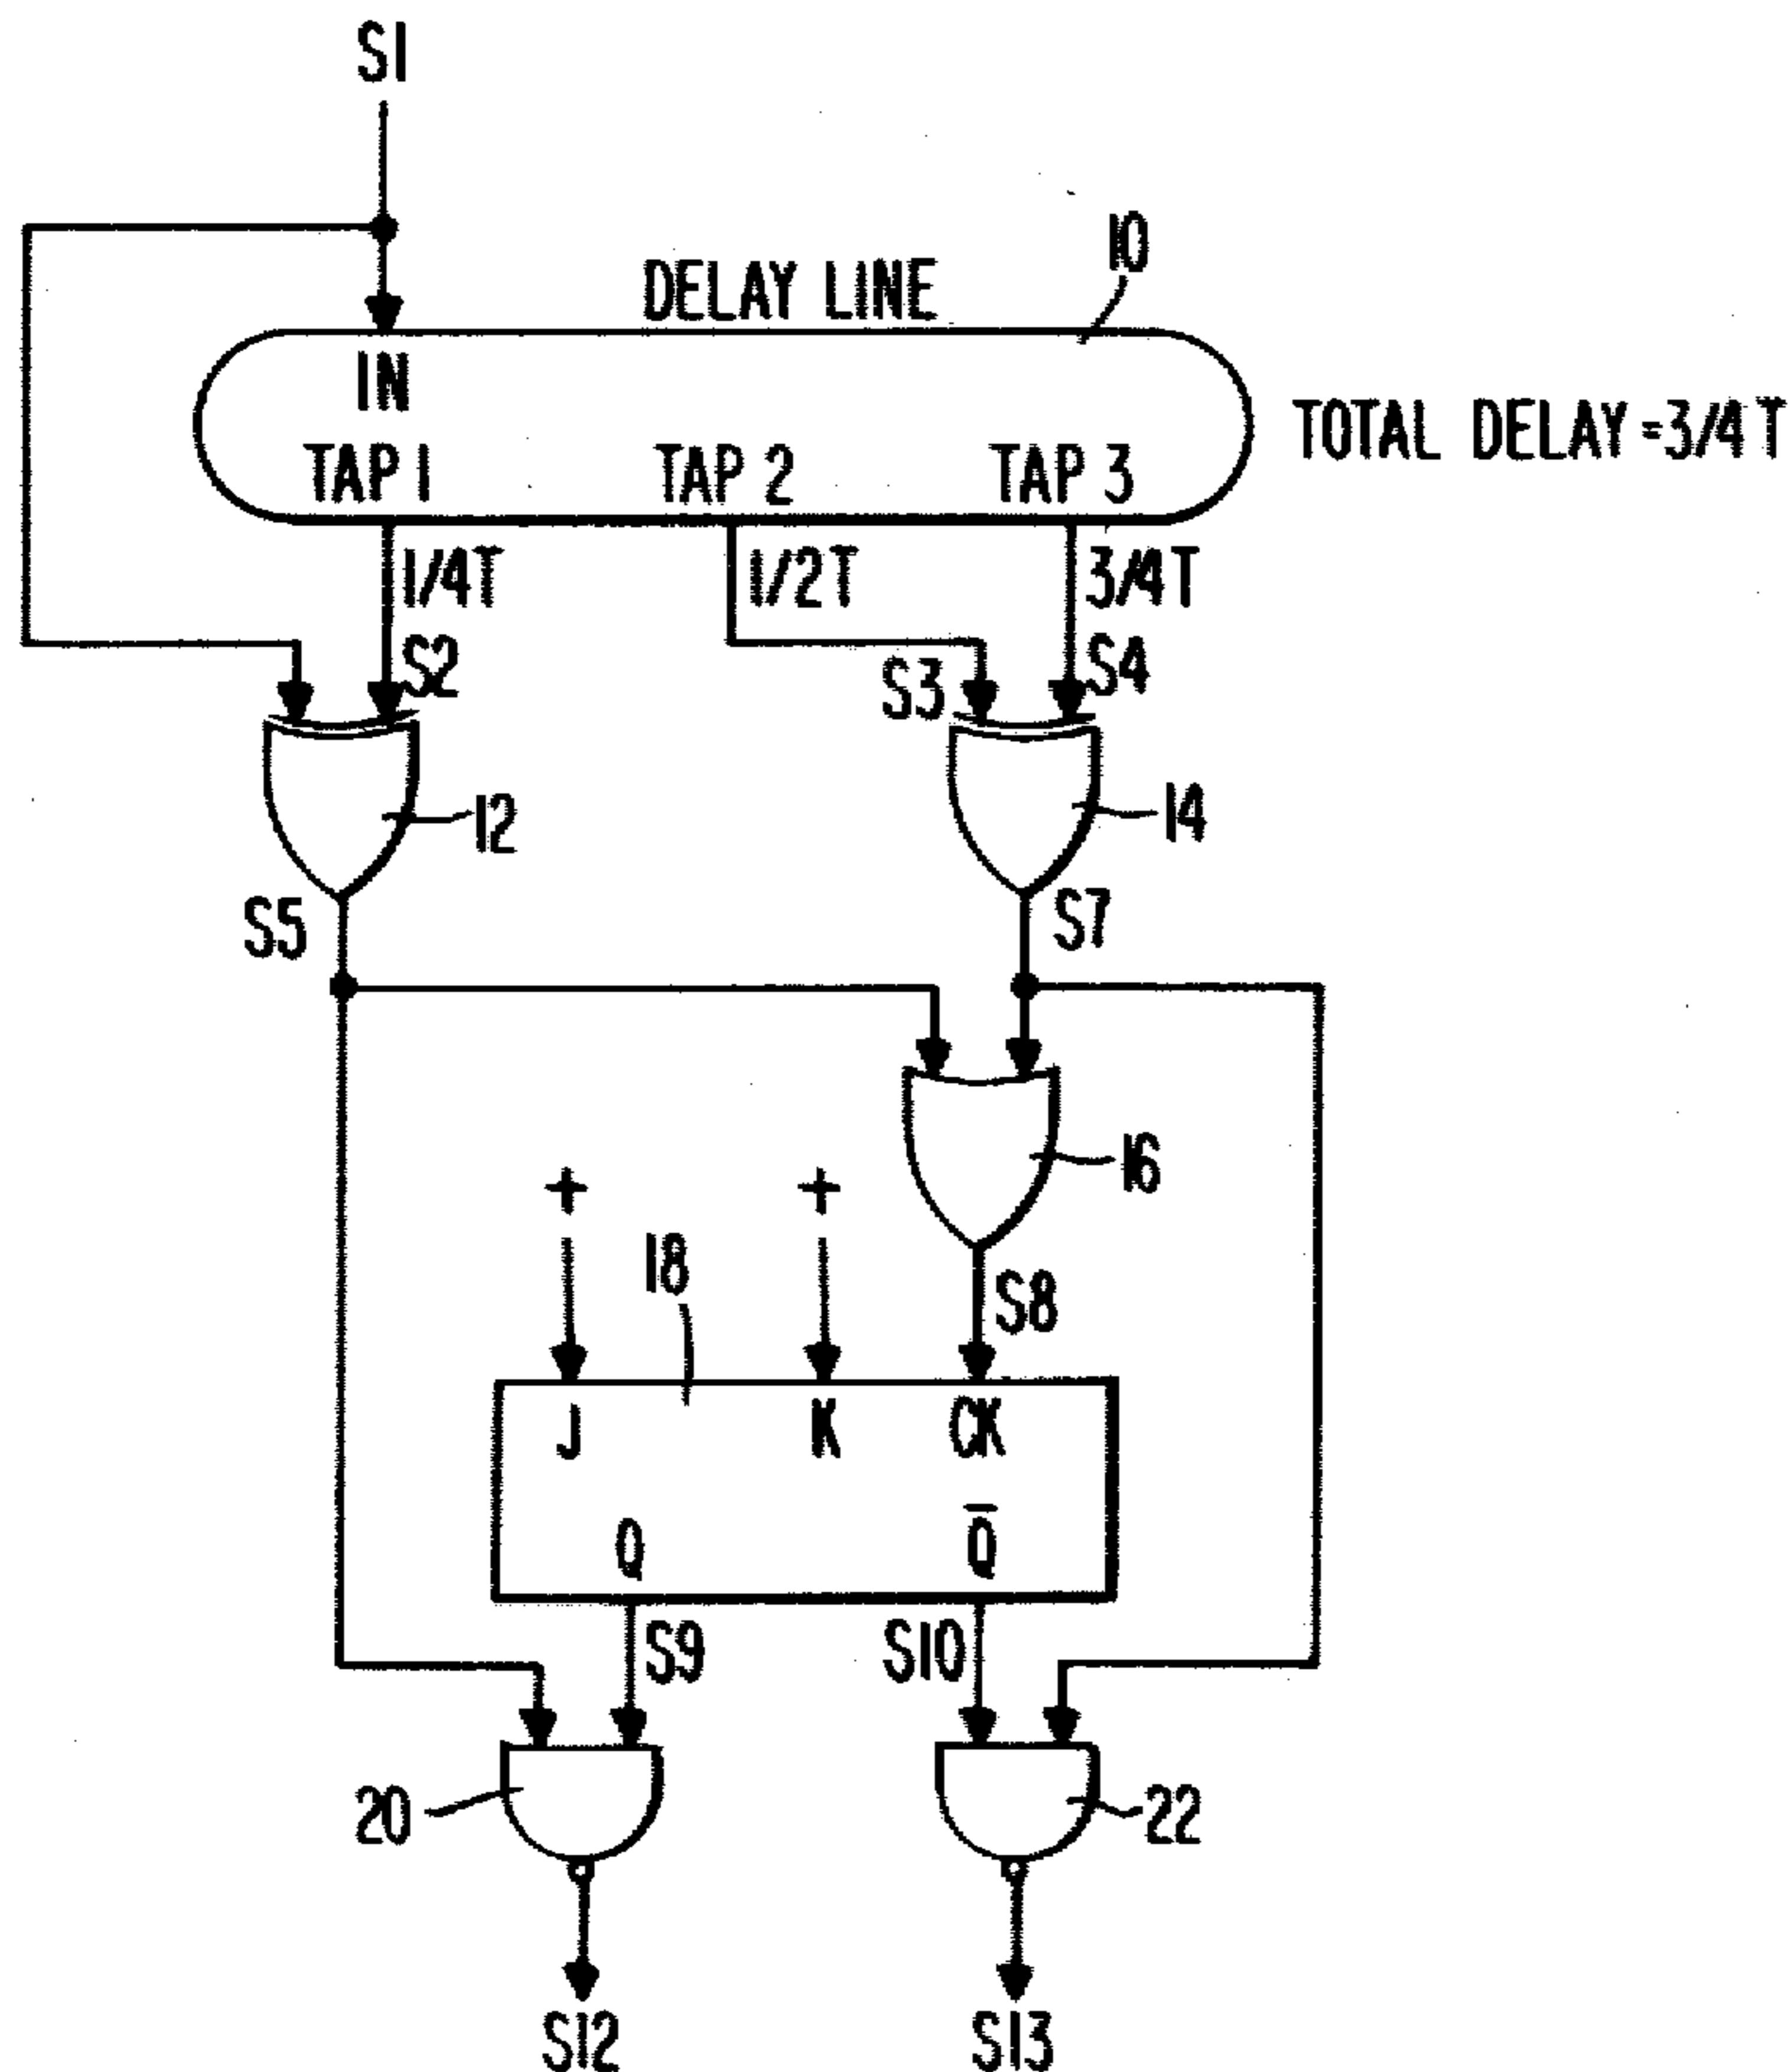 S1
10
DELAY LINE
IN
TOTAL DELAY=3/4 T
TAP 1 TAP 2 TAP 3
1/4T 1/2T 3/4T
S2 S3 S4
12 14
S5 S7
16
+ +
18
S8
J K CK
Q Q̅
S9 S10
20 22
S12 S13